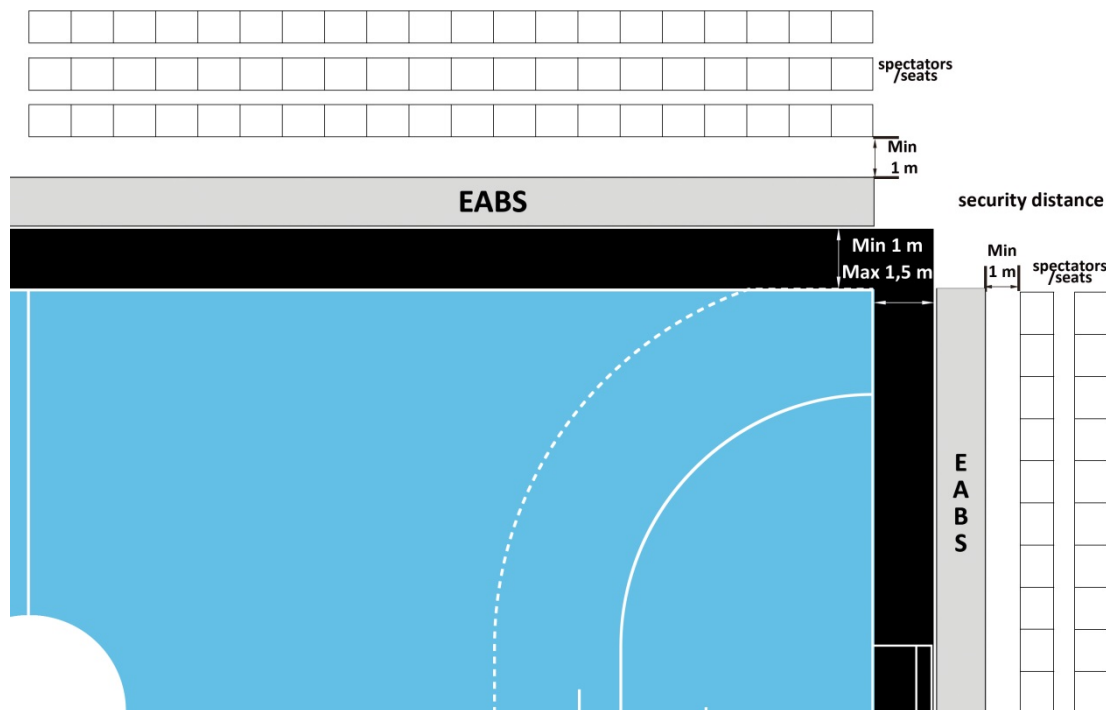 spectators
/seats
Min
1 m
EABS
security distance
Min 1 m
Max 1,5 m
Min
1 m
spectators
/seats
E
A
B
S